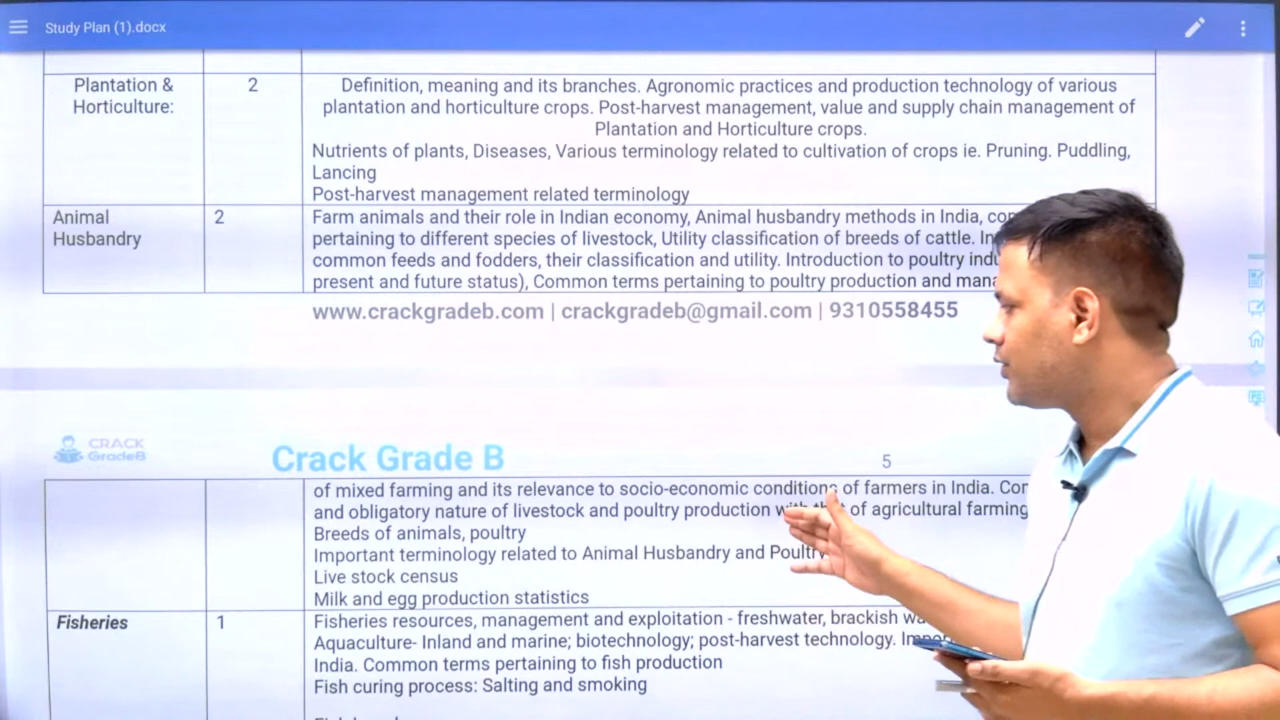 Study Plan (1).docx
Plantation &
Horticulture:
2
Definition, meaning and its branches. Agronomic practices and production technology of various
plantation and horticulture crops. Post-harvest management, value and supply chain management of
Plantation and Horticulture crops.
Nutrients of plants, Diseases, Various terminology related to cultivation of crops ie. Pruning. Puddling,
Lancing
Post-harvest management related terminology
Animal
Husbandry
2
Farm animals and their role in Indian economy, Animal husbandry methods in India,
pertaining to different species of livestock, Utility classification of breeds of cattle.
common feeds and fodders, their classification and utility. Introduction to poultry
present and future status), Common terms pertaining to poultry production and
www.crackgradeb.com | crackgradeb@gmail.com | 9310558455
CRACK
GradeB
Crack Grade B
5
of mixed farming and its relevance to socio-economic conditions of farmers in India.
and obligatory nature of livestock and poultry production of agricultural farming
Breeds of animals, poultry
Important terminology related to Animal Husbandry and Poultry
Live stock census
Milk and egg production statistics
Fisheries
1
Fisheries resources, management and exploitation - freshwater, brackish
Aquaculture- Inland and marine; biotechnology; post-harvest technology.
India. Common terms pertaining to fish production
Fish curing process: Salting and smoking